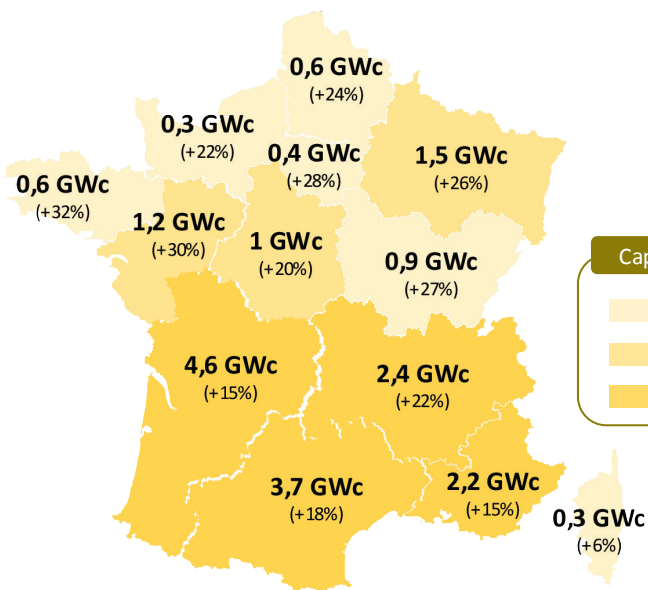 0,6 GWc
(+24%)
0,3 GWc
(+22%)
0,4 GWc
(+28%)
1,5 GWc
(+26%)
0,6 GWc
(+32%)
1,2 GWc
(+30%)
1 GWc
(+20%)
0,9 GWc
(+27%)
Cap
4,6 GWc
(+15%)
2,4 GWc
(+22%)
3,7 GWc
(+18%)
2,2 GWc
(+15%)
0,3 GWc
(+6%)